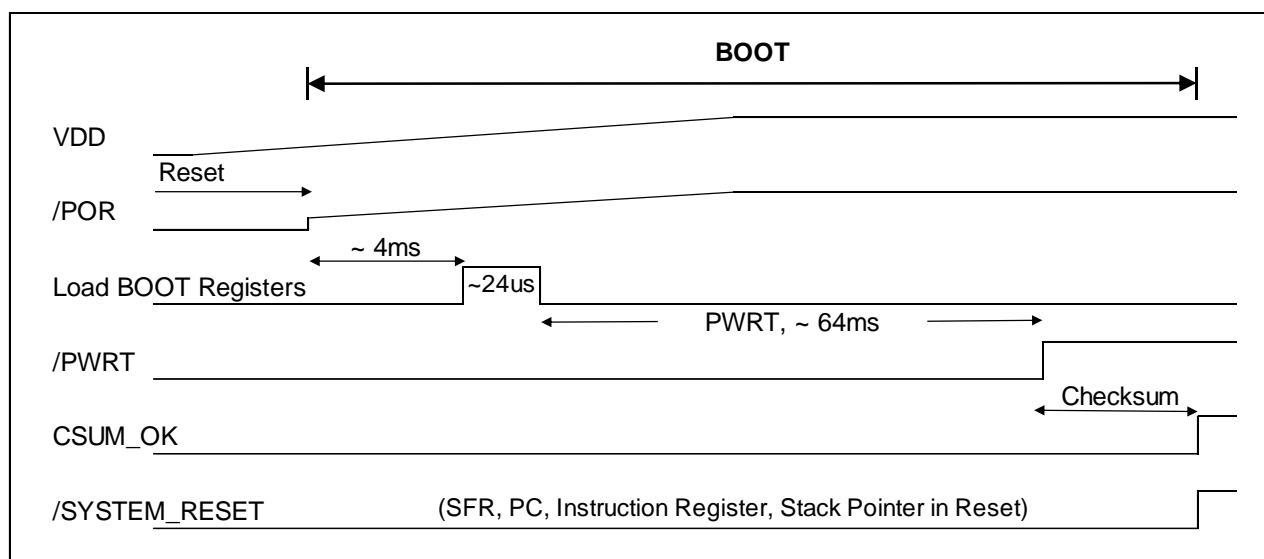 BOOT
VDD
Reset
/POR
~ 4ms
Load BOOT Registers
~24us
PWRT, ~ 64ms
/PWRT
Checksum
CSUM_OK
/SYSTEM_RESET
(SFR, PC, Instruction Register, Stack Pointer in Reset)